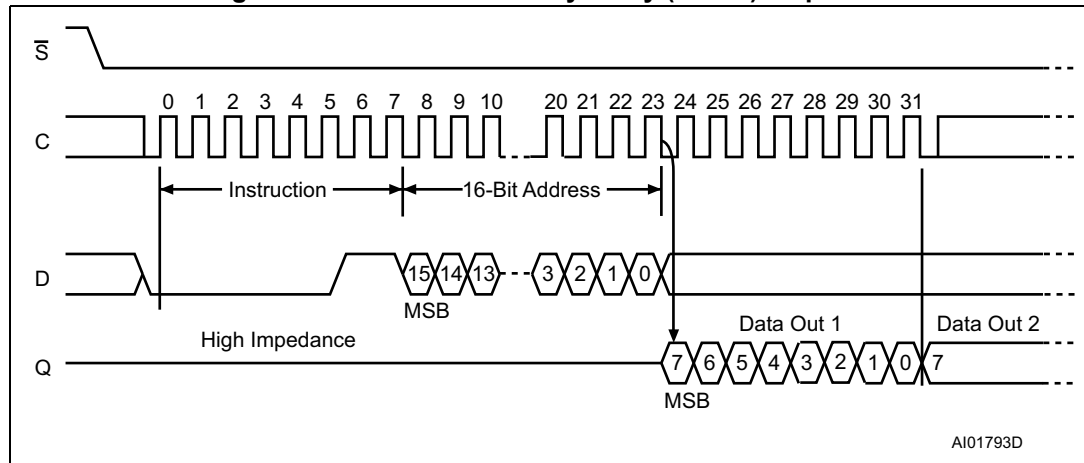 S
0 1 2 3 4 5 6 7 8 9 10 20 21 22 23 24 25 26 27 28 29 30 31
C
Instruction 16-Bit Address
D
15 14 13 3 2 1 0
MSB
High Impedance
Data Out 1 Data Out 2
Q
7 6 5 4 3 2 1 0 7
MSB
AI01793D